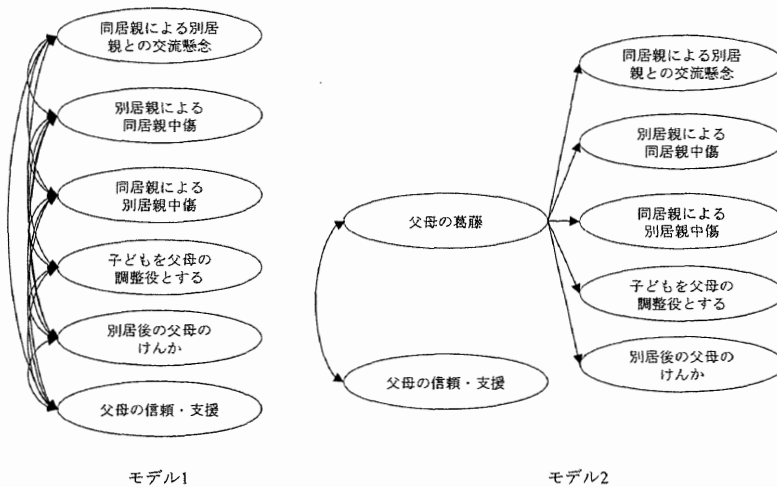 同居親による別居
親との交流懸念
別居親による
同居親中傷
同居親による
別居親中傷
子どもを父母の
調整役とする
別居後の父母の
けんか
父母の信頼・支援
モデル1
父母の葛藤
父母の信頼・支援
同居親による別居
親との交流懸念
別居親による
同居親中傷
同居親による
別居親中傷
子どもを父母の
調整役とする
別居後の父母の
けんか
モデル2